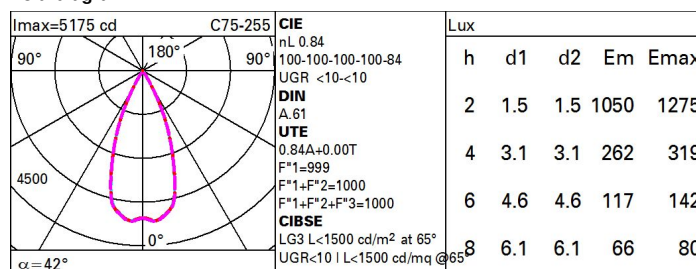 Imax=5175 cd C75-255
90° 180° 90°
4500
0°
α=42°
CIE
nL 0.84
100-100-100-100-84
UGR <10-<10
DIN
A.61
UTE
0.84A+0.00T
F"1=999
F"1+F"2=1000
F"1+F"2+F"3=1000
CIBSE
LG3 L<1500 cd/m² at 65°
UGR<10 | L<1500 cd/mq @65°
Lux
h d1 d2 Em Emax
2 1.5 1.5 1050 1275
4 3.1 3.1 262 319
6 4.6 4.6 117 142
8 6.1 6.1 66 80